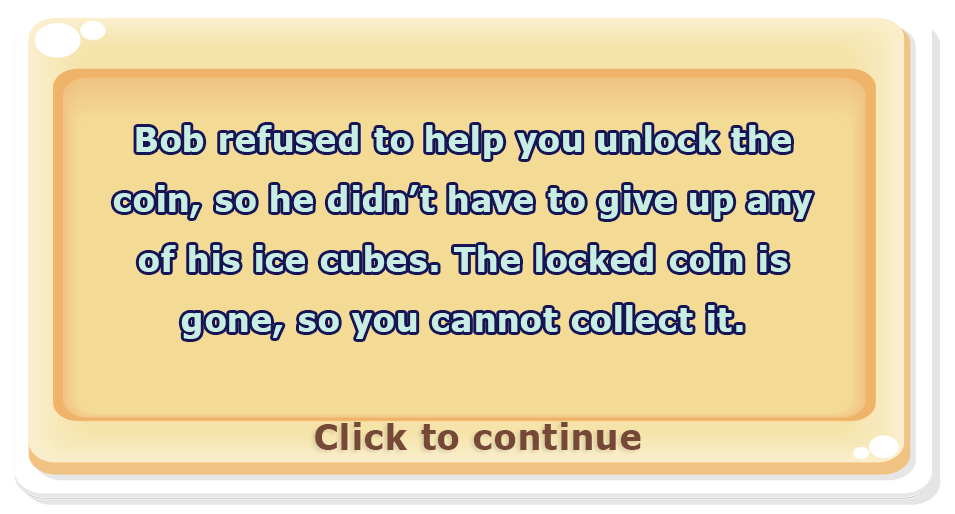 Bob refused to help you unlock the
coin, so he didn’t have to give up any
of his ice cubes. The locked coin is
gone, so you cannot collect it.
Click to continue